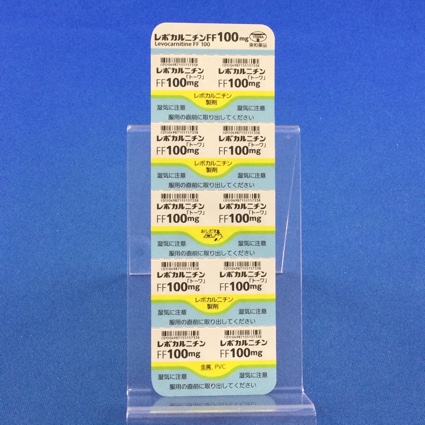 レボカルニチンFF100mg
Levocarnitine FF 100
東和薬品
レボカルニチン レボカルニチン
「トーワ」 「トーワ」
FF100mg FF100mg
レボカルニチン
製剤
湿気に注意 湿気に注意
服用の直前に取り出してください
レボカルニチン レボカルニチン
「トーワ」 「トーワ」
FF100mg FF100mg
レボカルニチン
製剤
湿気に注意 湿気に注意
服用の直前に取り出してください
レボカルニチン レボカルニチン
「トーワ」 「トーワ」
FF100mg FF100mg
湿気に注意 湿気に注意
服用の直前に取り出してください
レボカルニチン レボカルニチン
「トーワ」 「トーワ」
FF100mg FF100mg
レボカルニチン
製剤
湿気に注意 湿気に注意
服用の直前に取り出してください
レボカルニチン レボカルニチン
「トーワ」 「トーワ」
FF100mg FF100mg
金属, PVC
湿気に注意 湿気に注意
服用の直前に取り出してください